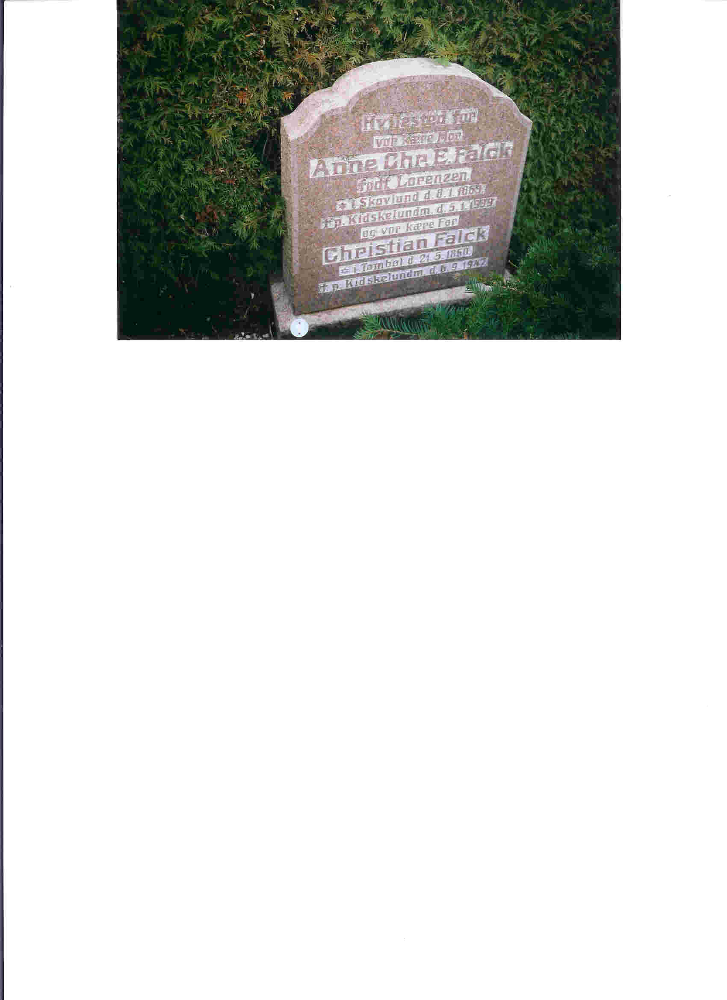 Hvilested for
vor kære Mor
Anne Chr. E. Falck
født Lorenzen
* i Skovlund d. 8.1.1869.
† p. Kidskelundm. d. 5.1.1939
og vor kære Far
Christian Falck
* i Tombøl d. 21.5.1860.
† p. Kidskelundm. d. 6.9.1947.